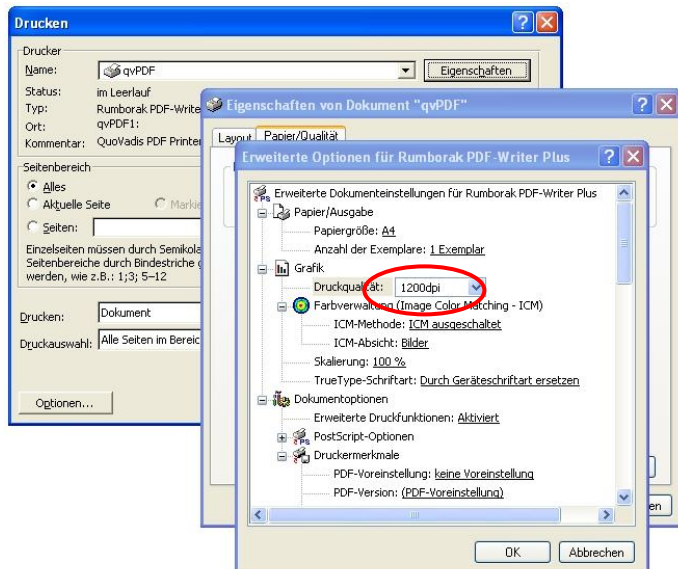 Drucken
Drucker
Name: qvPDF Eigenschaften
Status: im Leerlauf
Typ: Rumborak PDF-Write
Ort: qvPDF1:
Kommentar: QuoVadis PDF Printer
Seitenbereich
Alles
Aktuelle Seite Markie
Seiten:
Einzelseiten müssen durch Semikola
Seitenbereiche durch Bindestriche
werden, wie z.B.: 1;3; 5–12
Drucken: Dokument
Druckauswahl: Alle Seiten im Bereic
Optionen...
Eigenschaften von Dokument "qvPDF"
Layout Papier/Qualität
Erweiterte Optionen für Rumborak PDF-Writer Plus
Erweiterte Dokumenteinstellungen für Rumborak PDF-Writer Plus
Papier/Ausgabe
Papiergröße: A4
Anzahl der Exemplare: 1 Exemplar
Grafik
Druckqualität: 1200dpi
Farbverwaltung (Image Color Matching - ICM)
ICM-Methode: ICM ausgeschaltet
ICM-Absicht: Bilder
Skalierung: 100 %
TrueType-Schriftart: Durch Geräteschriftart ersetzen
Dokumentoptionen
Erweiterte Druckfunktionen: Aktiviert
PostScript-Optionen
Druckermerkmale
PDF-Voreinstellung: keine Voreinstellung
PDF-Version: (PDF-Voreinstellung)
en
OK Abbrechen